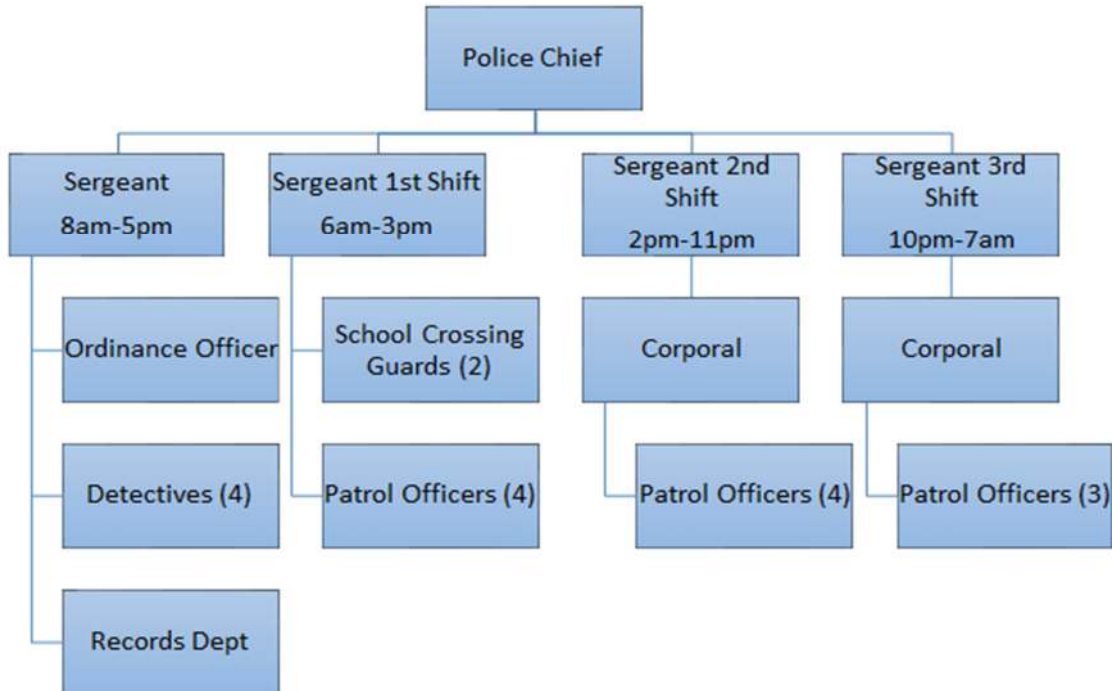 Police Chief
Sergeant
8am-5pm
Sergeant 1st Shift
6am-3pm
Sergeant 2nd
Shift
2pm-11pm
Sergeant 3rd
Shift
10pm-7am
Ordinance Officer
School Crossing
Guards (2)
Corporal
Corporal
Detectives (4)
Patrol Officers (4)
Patrol Officers (4)
Patrol Officers (3)
Records Dept